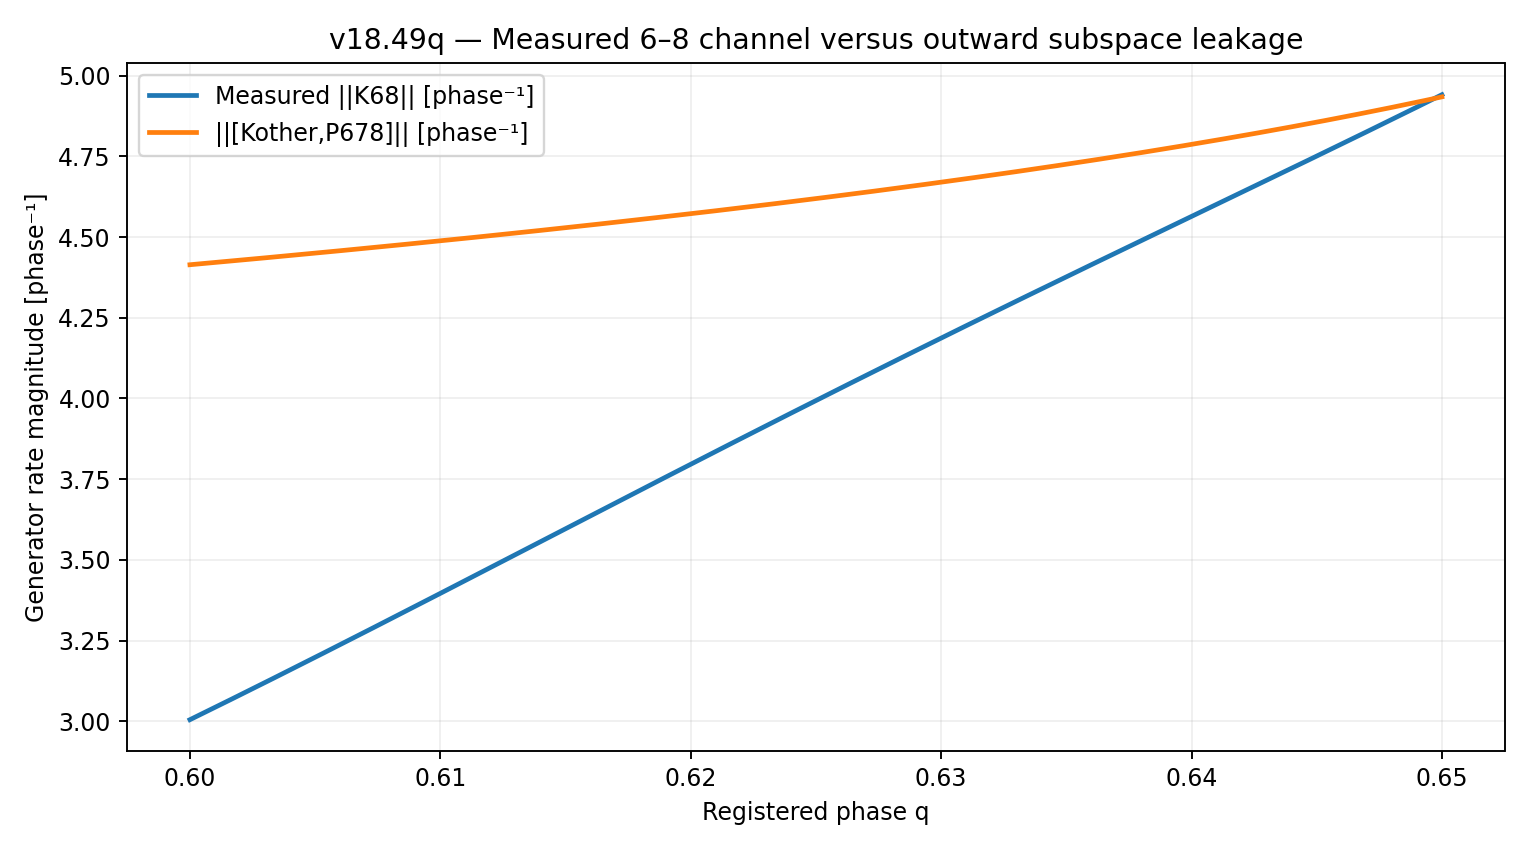 v18.49q — Measured 6–8 channel versus outward subspace leakage
Measured ||K68|| [phase⁻¹]
||[Kother,P678]|| [phase⁻¹]
Generator rate magnitude [phase⁻¹]
5.00
4.75
4.50
4.25
4.00
3.75
3.50
3.25
3.00
0.60 0.61 0.62 0.63 0.64 0.65
Registered phase q